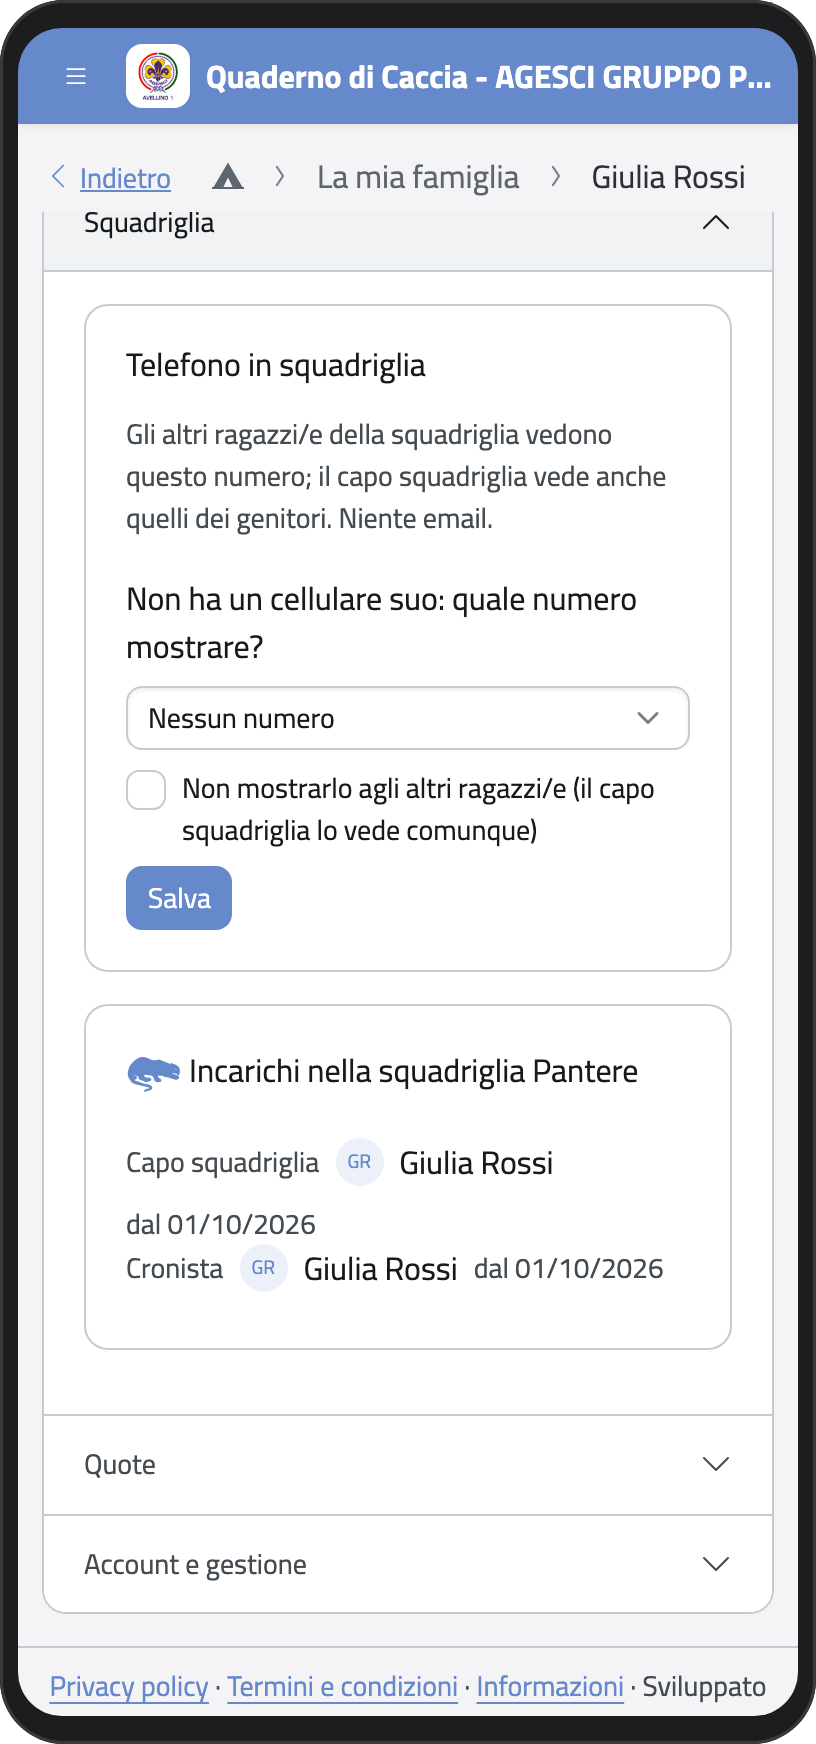 AVELLINO 1
Quaderno di Caccia - AGESCI GRUPPO P...
Indietro
La mia famiglia
Giulia Rossi
Squadriglia
Telefono in squadriglia
Gli altri ragazzi/e della squadriglia vedono
questo numero; il capo squadriglia vede anche
quelli dei genitori. Niente email.
Non ha un cellulare suo: quale numero
mostrare?
Nessun numero
Non mostrarlo agli altri ragazzi/e (il capo
squadriglia lo vede comunque)
Salva
Incarichi nella squadriglia Pantere
Capo squadriglia GR Giulia Rossi
dal 01/10/2026
Cronista GR Giulia Rossi dal 01/10/2026
Quote
Account e gestione
Privacy policy · Termini e condizioni · Informazioni · Sviluppato